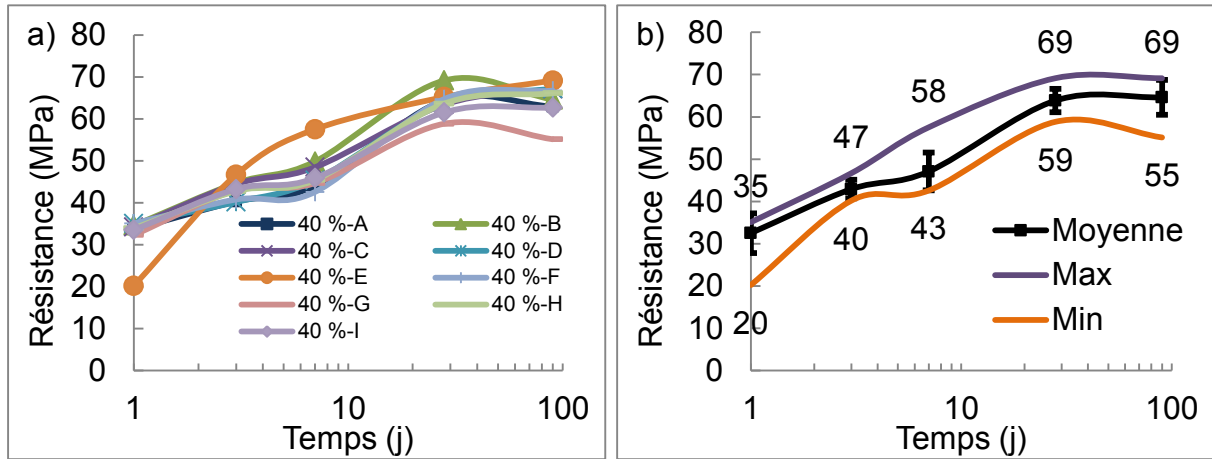 a)
Résistance (MPa)
80
70
60
50
40
30
20
10
0
40 %-A
40 %-B
40 %-C
40 %-D
40 %-E
40 %-F
40 %-G
40 %-H
40 %-I
1
10
100
Temps (j)
b)
Résistance (MPa)
80
70
60
50
40
30
20
10
0
35
47
58
69
69
20
40
43
59
55
Moyenne
Max
Min
1
10
100
Temps (j)